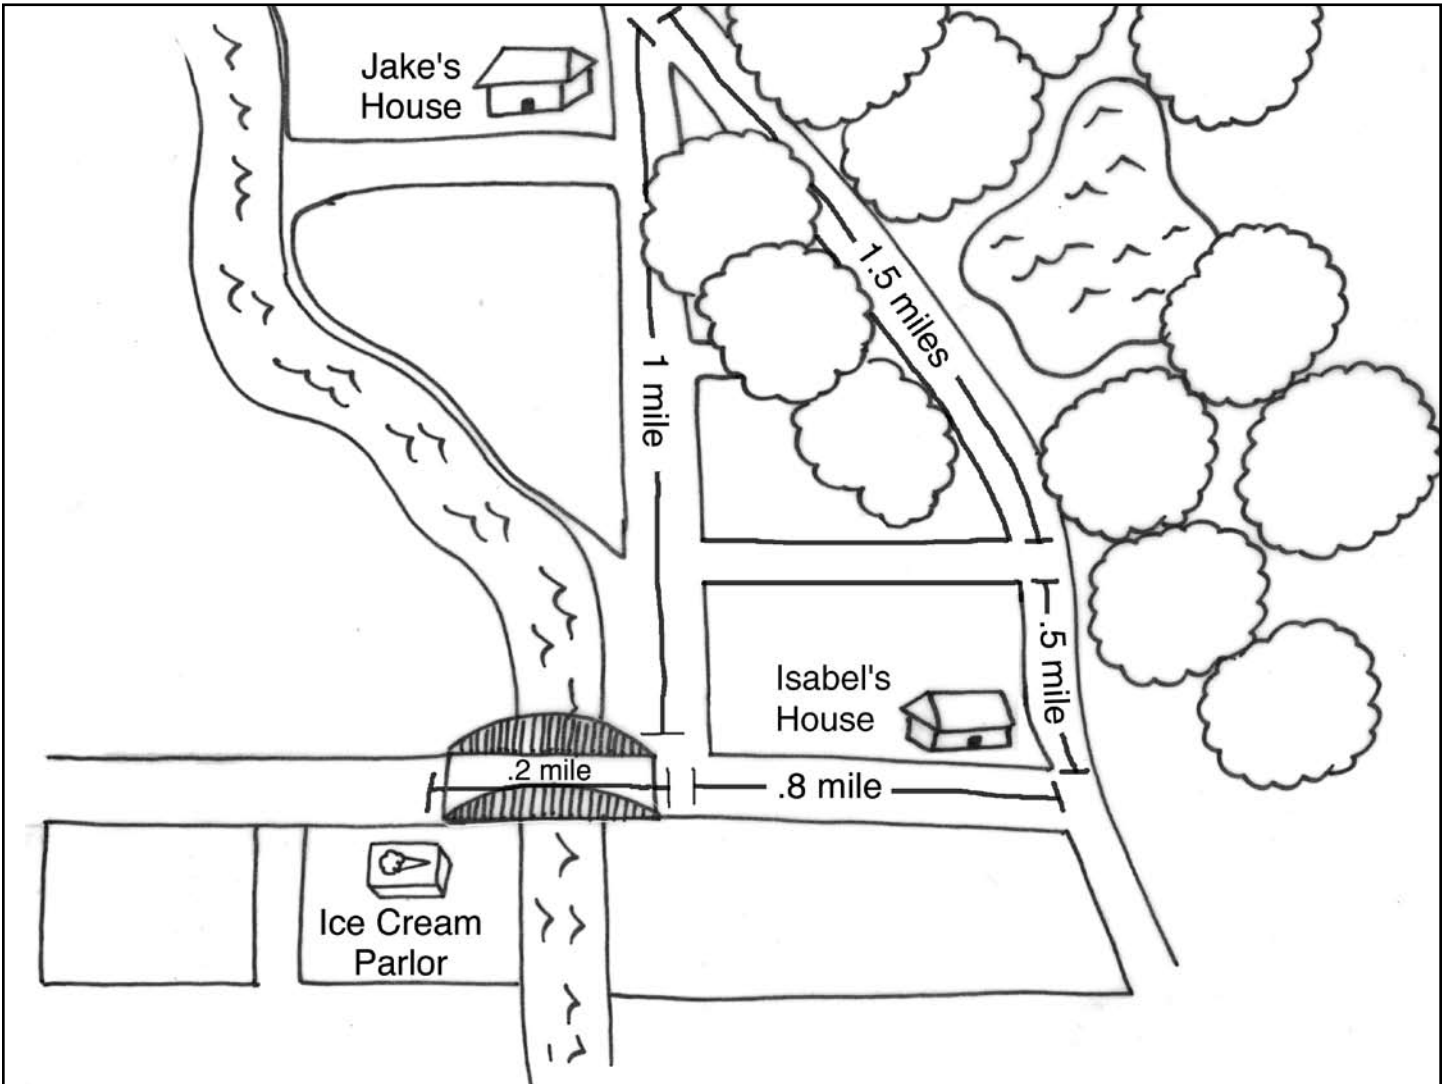 Jake's
House
1.5 miles
1 mile
Isabel's
House
.5 mile
.2 mile
.8 mile
Ice Cream
Parlor